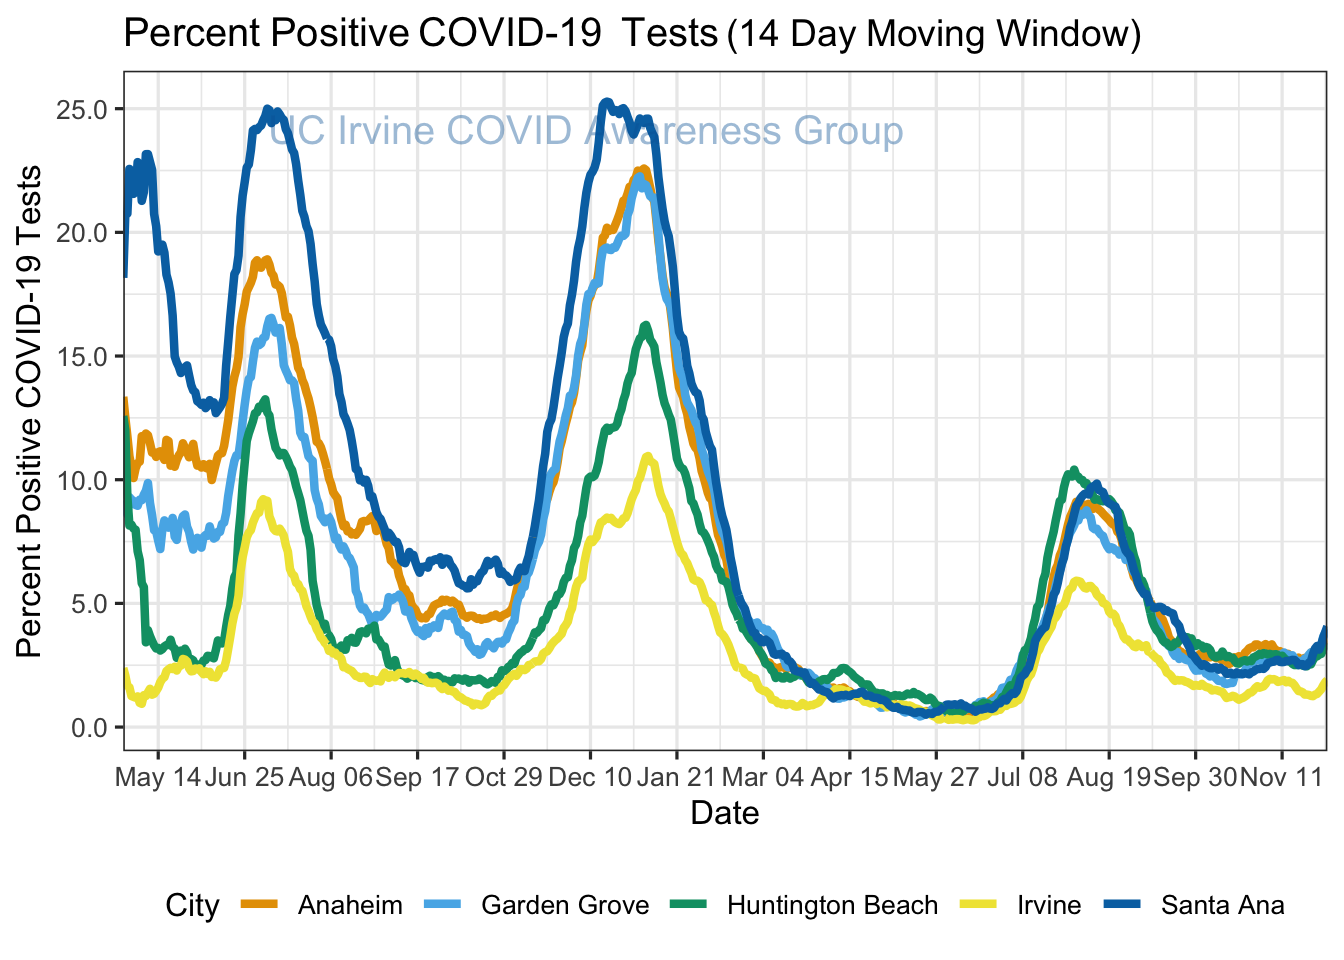 Percent Positive COVID-19 Tests (14 Day Moving Window)
UC Irvine COVID Awareness Group
Percent Positive COVID-19 Tests
25.0
20.0
15.0
10.0
5.0
0.0
May 14 Jun 25 Aug 06 Sep 17 Oct 29 Dec 10 Jan 21 Mar 04 Apr 15 May 27 Jul 08 Aug 19 Sep 30 Nov 11
Date
City Anaheim Garden Grove Huntington Beach Irvine Santa Ana